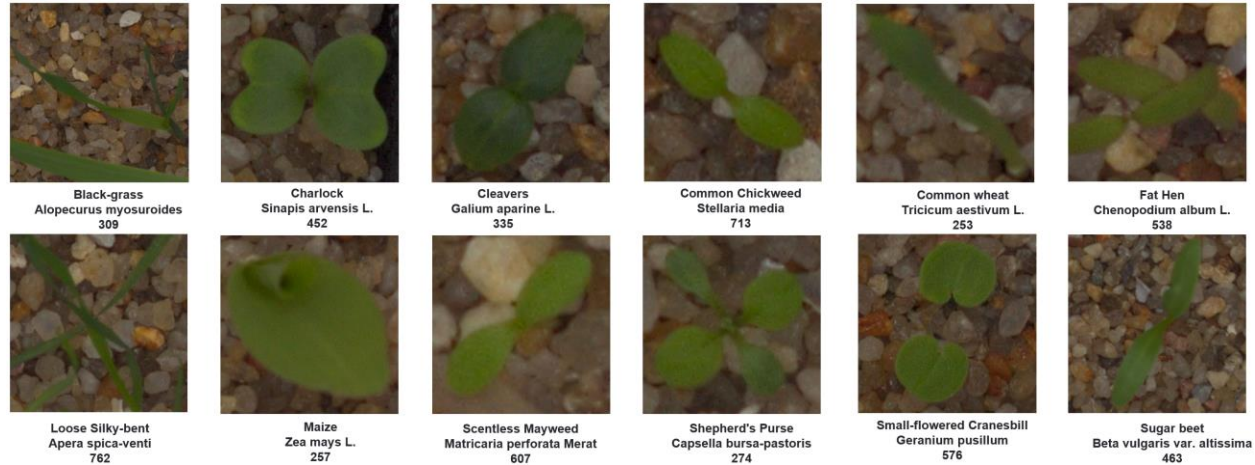 Black-grass
Alopecurus myosuroides
309
Charlock
Sinapis arvensis L.
452
Cleavers
Galium aparine L.
335
Common Chickweed
Stellaria media
713
Common wheat
Tricicum aestivum L.
253
Fat Hen
Chenopodium album L.
538
Loose Silky-bent
Apera spica-venti
762
Maize
Zea mays L.
257
Scentless Mayweed
Matricaria perforata Merat
607
Shepherd's Purse
Capsella bursa-pastoris
274
Small-flowered Cranesbill
Geranium pusillum
576
Sugar beet
Beta vulgaris var. altissima
463